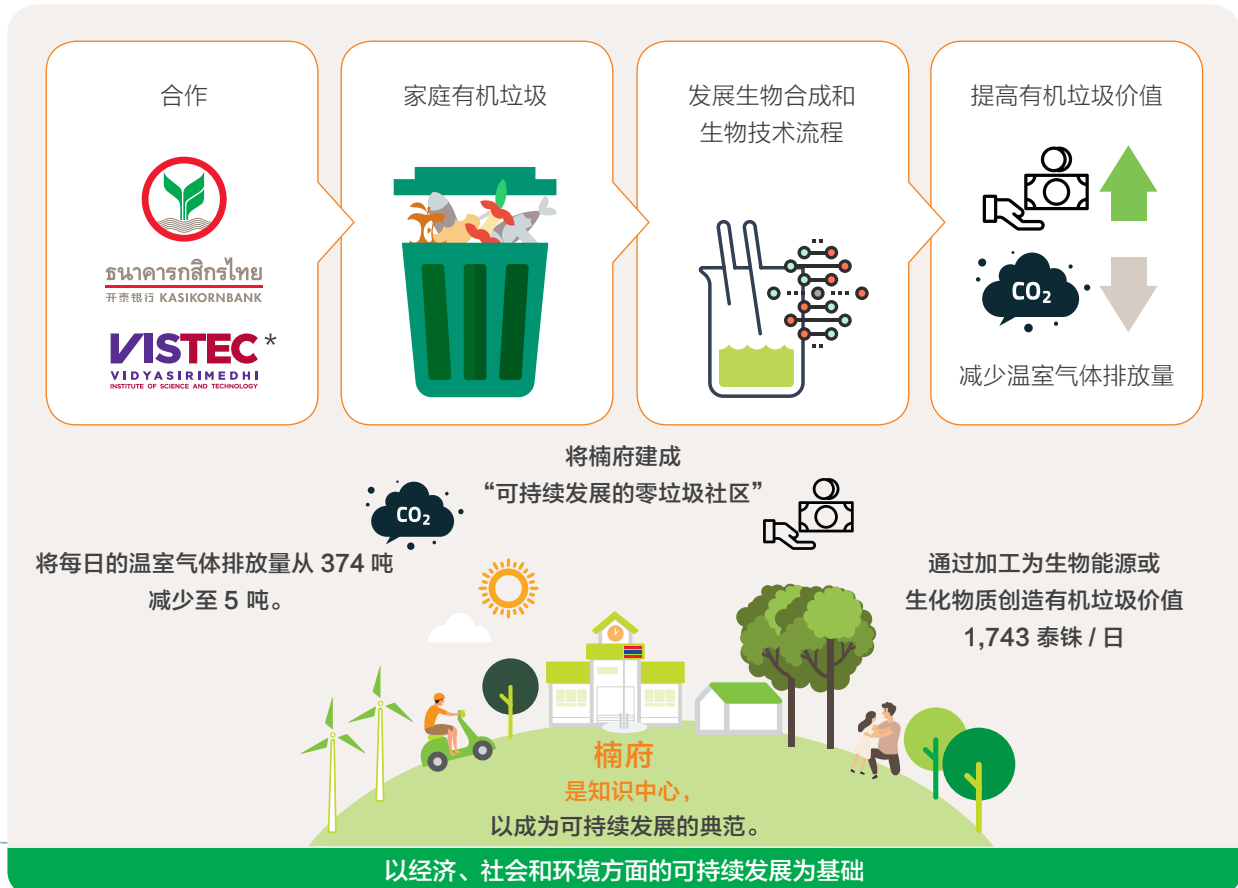 合作
ธนาคารกสิกรไทย
开泰银行 KASIKORNBANK
VISTEC *
VIDYASIRIMEDHI
INSTITUTE OF SCIENCE AND TECHNOLOGY
家庭有机垃圾
发展生物合成和
生物技术流程
提高有机垃圾价值
CO₂
减少温室气体排放量
将楠府建成
“可持续发展的零垃圾社区”
CO₂
将每日的温室气体排放量从 374 吨
减少至 5 吨。
通过加工为生物能源或
生化物质创造有机垃圾价值
1,743 泰铢 / 日
楠府
是知识中心，
以成为可持续发展的典范。
以经济、社会和环境方面的可持续发展为基础